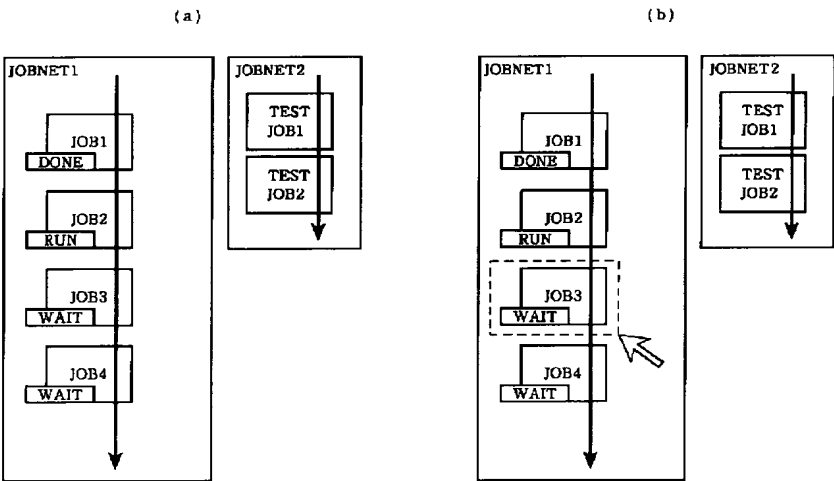 (a)
JOBNET1
JOB1
DONE
JOB2
RUN
JOB3
WAIT
JOB4
WAIT
JOBNET2
TEST
JOB1
TEST
JOB2
(b)
JOBNET1
JOB1
DONE
JOB2
RUN
JOB3
WAIT
JOB4
WAIT
JOBNET2
TEST
JOB1
TEST
JOB2